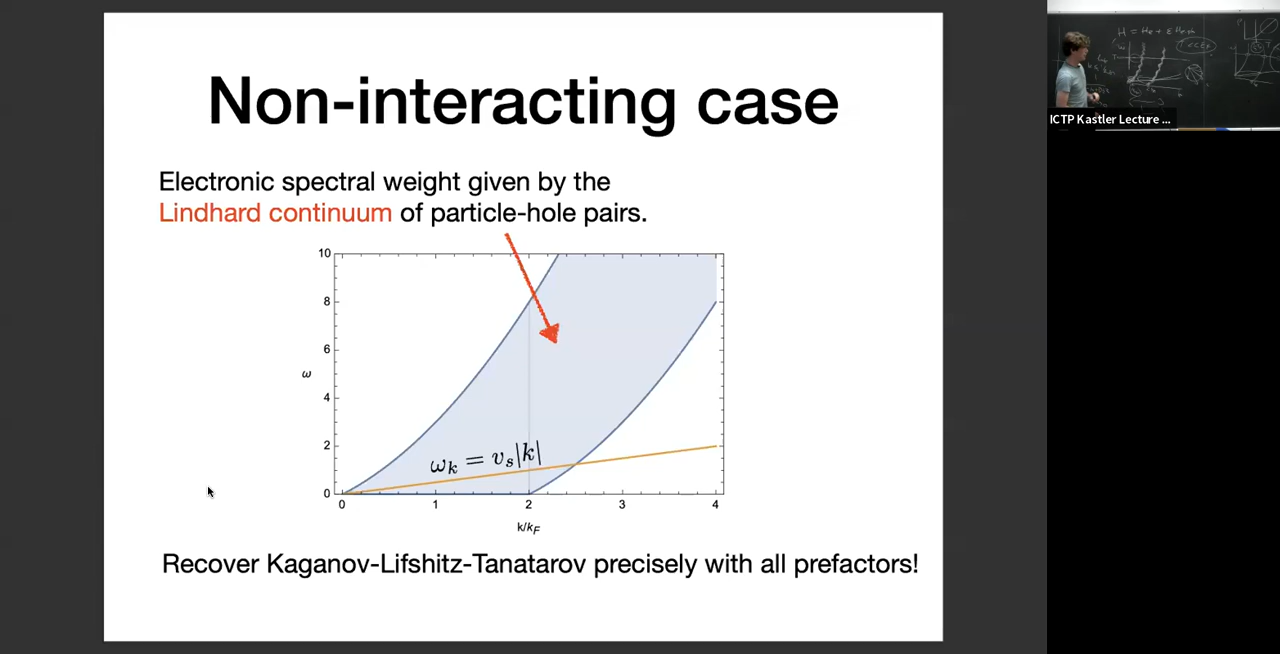 Non-interacting case
Electronic spectral weight given by the
Lindhard continuum of particle-hole pairs.
10
8
6
4
2
0
ω
ω_k = v_s|k|
0 1 2 3 4
k/k_F
Recover Kaganov-Lifshitz-Tanatarov precisely with all prefactors!
ICTP Kastler Lecture ...